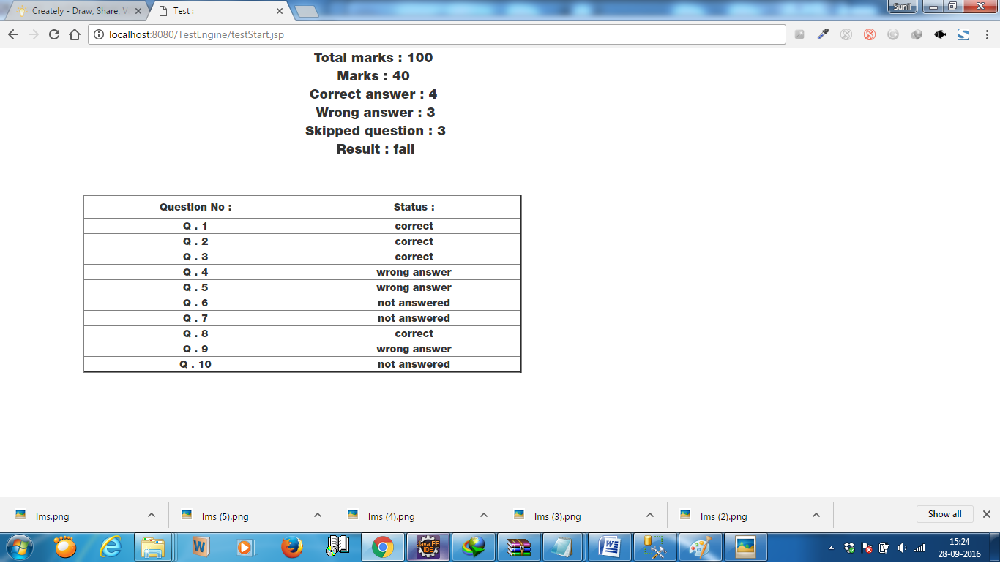 Creately - Draw, Share, V
Test :
Sunil
localhost:8080/TestEngine/testStart.jsp
Total marks : 100
Marks : 40
Correct answer : 4
Wrong answer : 3
Skipped question : 3
Result : fail
Question No : Status :
Q . 1 correct
Q . 2 correct
Q . 3 correct
Q . 4 wrong answer
Q . 5 wrong answer
Q . 6 not answered
Q . 7 not answered
Q . 8 correct
Q . 9 wrong answer
Q . 10 not answered
lms.png lms (5).png lms (4).png lms (3).png lms (2).png Show all
Java EE
IDE
15:24
28-09-2016